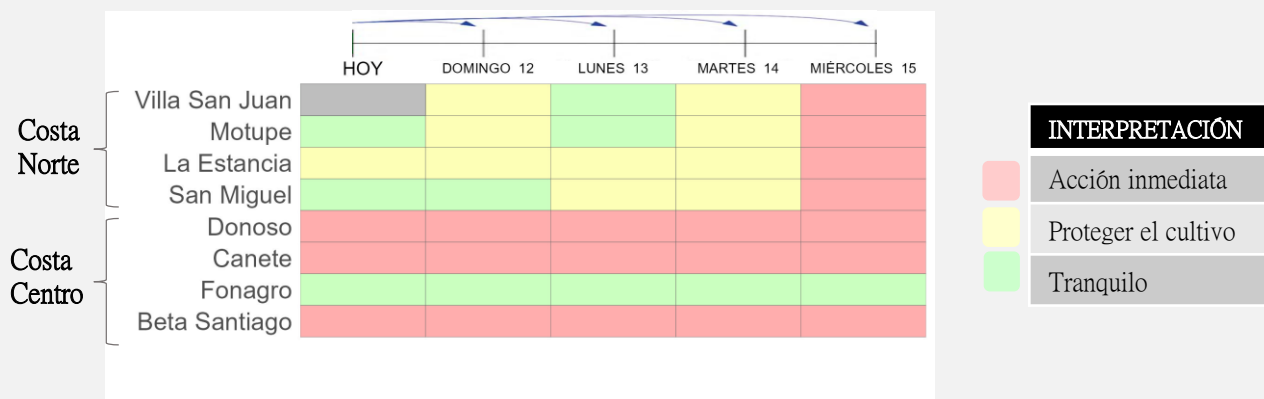 HOY DOMINGO 12 LUNES 13 MARTES 14 MIÉRCOLES 15
Costa
Norte
Villa San Juan
Motupe
La Estancia
San Miguel
Costa
Centro
Donoso
Canete
Fonagro
Beta Santiago
INTERPRETACIÓN
Acción inmediata
Proteger el cultivo
Tranquilo